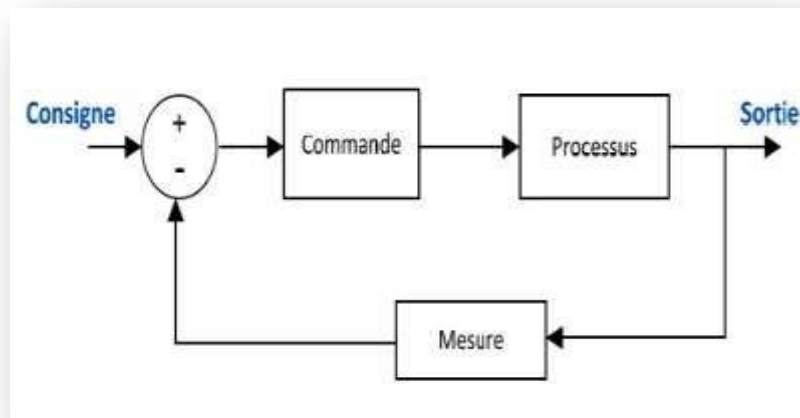 Consigne
+
-
Commande
Processus
Sortie
Mesure